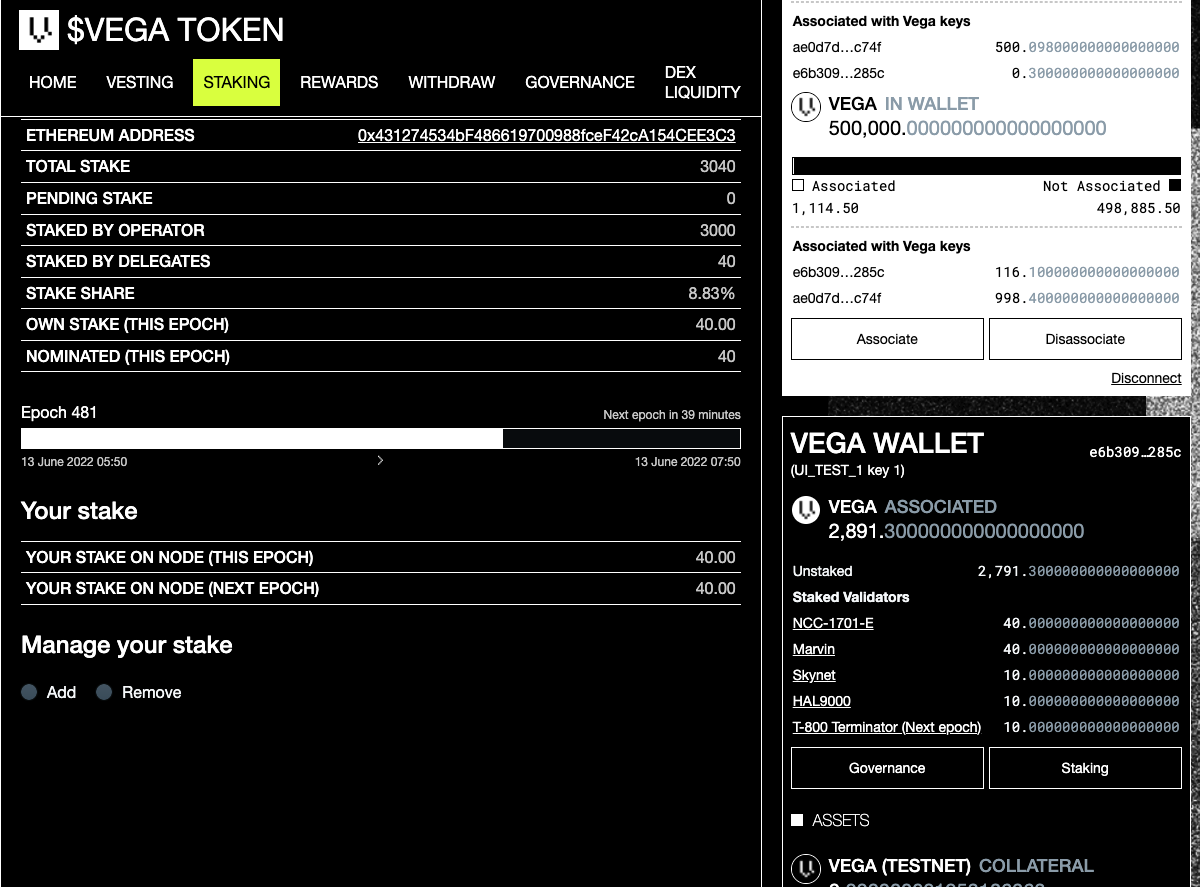 $VEGA TOKEN
HOME VESTING STAKING REWARDS WITHDRAW GOVERNANCE DEX LIQUIDITY
ETHEREUM ADDRESS 0x431274534bF486619700988fceF42cA154CEE3C3
TOTAL STAKE 3040
PENDING STAKE 0
STAKED BY OPERATOR 3000
STAKED BY DELEGATES 40
STAKE SHARE 8.83%
OWN STAKE (THIS EPOCH) 40.00
NOMINATED (THIS EPOCH) 40
Epoch 481 Next epoch in 39 minutes
13 June 2022 05:50 13 June 2022 07:50
Your stake
YOUR STAKE ON NODE (THIS EPOCH) 40.00
YOUR STAKE ON NODE (NEXT EPOCH) 40.00
Manage your stake
Add Remove
Associated with Vega keys
ae0d7d…c74f 500.098000000000000000
e6b309…285c 0.300000000000000000
VEGA IN WALLET
500,000.000000000000000000
Associated Not Associated
1,114.50 498,885.50
Associated with Vega keys
e6b309…285c 116.100000000000000000
ae0d7d…c74f 998.400000000000000000
Associate Disassociate
Disconnect
VEGA WALLET e6b309…285c
(UI_TEST_1 key 1)
VEGA ASSOCIATED
2,891.300000000000000000
Unstaked 2,791.300000000000000000
Staked Validators
NCC-1701-E 40.000000000000000000
Marvin 40.000000000000000000
Skynet 10.000000000000000000
HAL9000 10.000000000000000000
T-800 Terminator (Next epoch) 10.000000000000000000
Governance Staking
ASSETS
VEGA (TESTNET) COLLATERAL